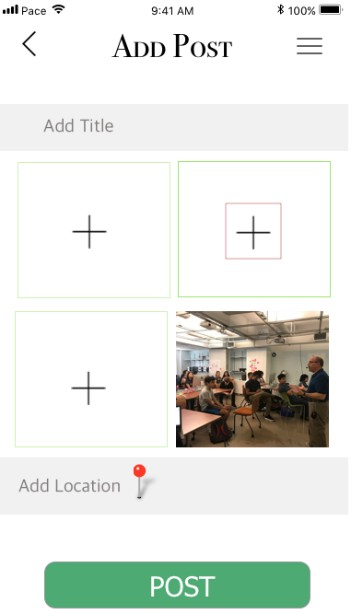 Pace 9:41 AM 100%
Add Post
Add Title
Add Location
POST